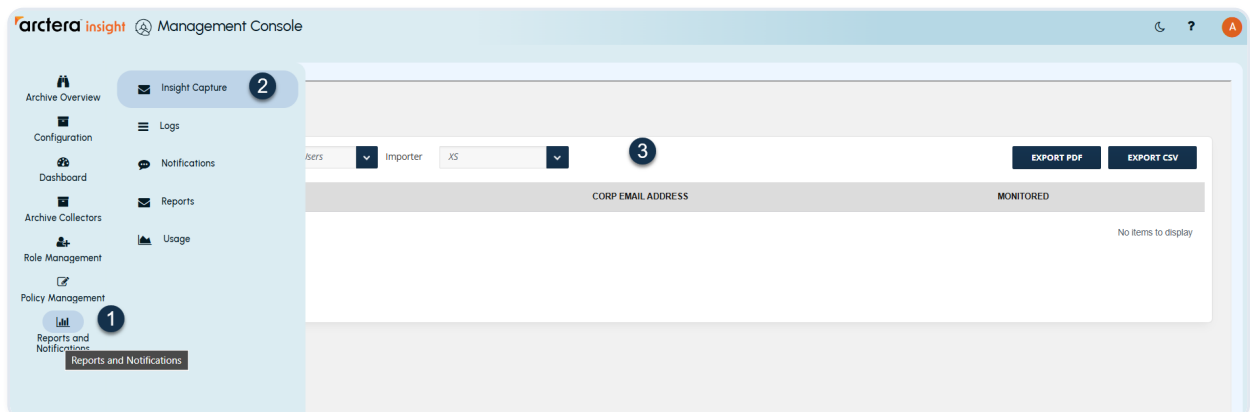 arctera insight Management Console
? A
Archive Overview
Configuration
Dashboard
Archive Collectors
Role Management
Policy Management
1
Reports and
Notifications
Reports and Notifications
Insight Capture 2
Logs
Notifications
Reports
Usage
Importer XS 3 EXPORT PDF EXPORT CSV
CORP EMAIL ADDRESS MONITORED
No items to display